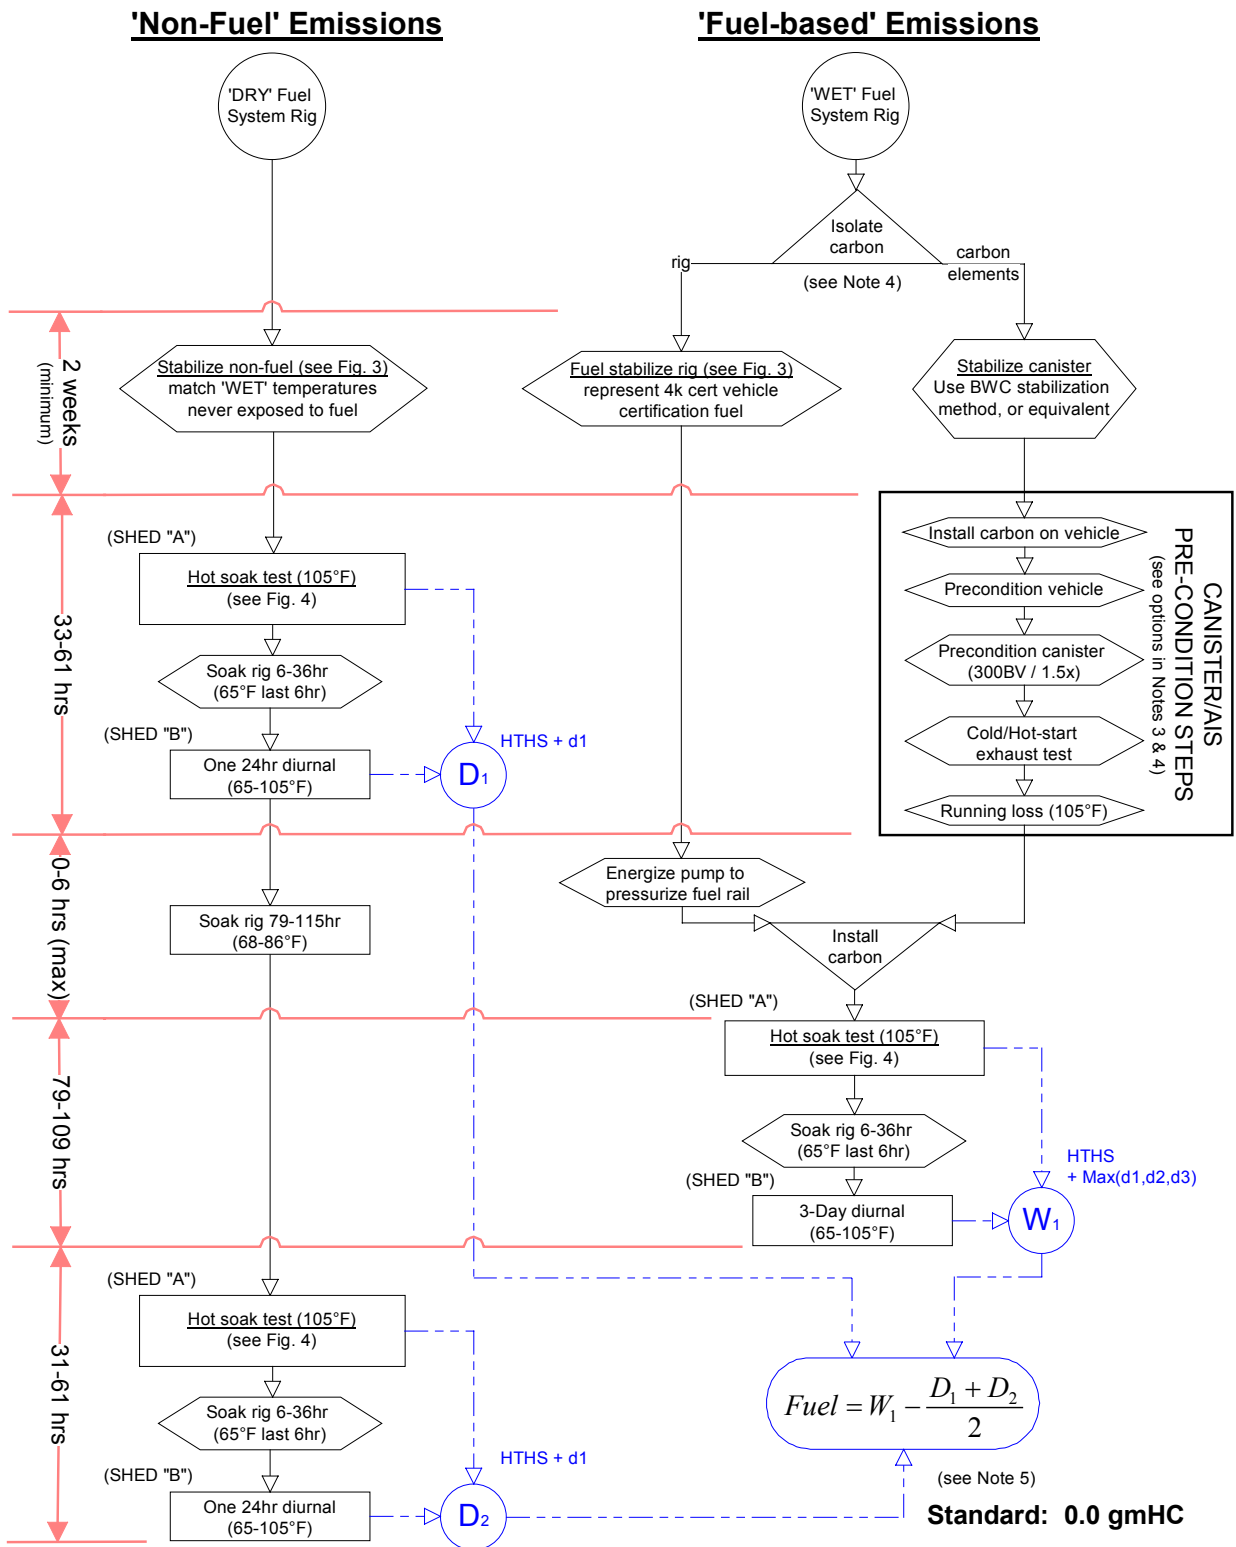 'Non-Fuel' Emissions
'Fuel-based' Emissions
'DRY' Fuel
System Rig
'WET' Fuel
System Rig
Isolate
carbon
rig
carbon
elements
(see Note 4)
2 weeks
(minimum)
Stabilize non-fuel (see Fig. 3)
match 'WET' temperatures
never exposed to fuel
Fuel stabilize rig (see Fig. 3)
represent 4k cert vehicle
certification fuel
Stabilize canister
Use BWC stabilization
method, or equivalent
33-61 hrs
(SHED "A")
Hot soak test (105°F)
(see Fig. 4)
Soak rig 6-36hr
(65°F last 6hr)
(SHED "B")
One 24hr diurnal
(65-105°F)
HTHS + d1
D1
Install carbon on vehicle
Precondition vehicle
Precondition canister
(300BV / 1.5x)
Cold/Hot-start
exhaust test
Running loss (105°F)
CANISTER/AIS
PRE-CONDITION STEPS
(see options in Notes 3 & 4)
0-6 hrs (max)
Soak rig 79-115hr
(68-86°F)
Energize pump to
pressurize fuel rail
Install
carbon
79-109 hrs
(SHED "A")
Hot soak test (105°F)
(see Fig. 4)
Soak rig 6-36hr
(65°F last 6hr)
(SHED "B")
3-Day diurnal
(65-105°F)
HTHS
+ Max(d1,d2,d3)
W1
31-61 hrs
(SHED "A")
Hot soak test (105°F)
(see Fig. 4)
Soak rig 6-36hr
(65°F last 6hr)
(SHED "B")
One 24hr diurnal
(65-105°F)
HTHS + d1
D2
Fuel = W1 − (D1 + D2) / 2
(see Note 5)
Standard: 0.0 gmHC